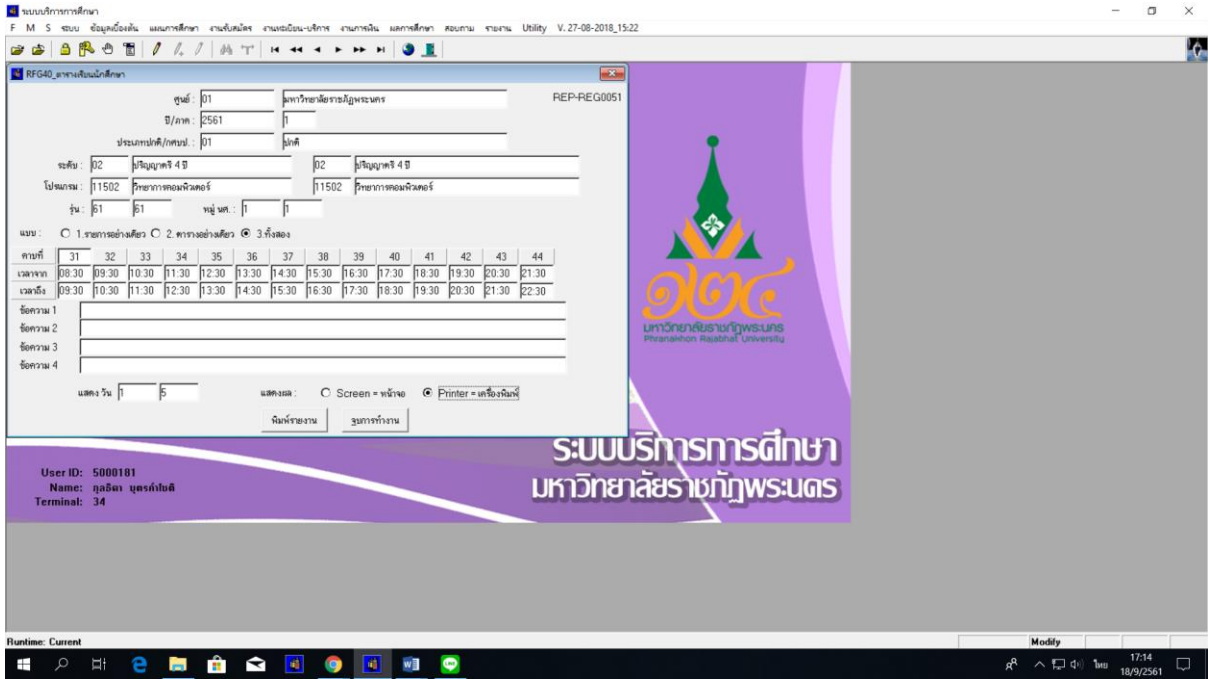 ระบบบริการการศึกษา
F M S ระบบ ข้อมูลเบื้องต้น แผนการศึกษา งานรับสมัคร งานทะเบียน-บริการ งานการเงิน ผลการศึกษา สอบถาม รายงาน Utility V. 27-08-2018_15:22
RFG40_ตารางเรียนนักศึกษา
ศูนย์ : 01 มหาวิทยาลัยราชภัฏพระนคร REP-REG0051
ปี/ภาค : 2561 1
ประเภทปกติ/กศบป. : 01 ปกติ
ระดับ : 02 ปริญญาตรี 4 ปี 02 ปริญญาตรี 4 ปี
โปรแกรม : 11502 วิทยาการคอมพิวเตอร์ 11502 วิทยาการคอมพิวเตอร์
รุ่น : 61 61 หมู่ นศ. : 1 1
แบบ : 1.รายการอย่างเดียว 2.ตารางอย่างเดียว 3.ทั้งสอง
คาบที่ 31 32 33 34 35 36 37 38 39 40 41 42 43 44
เวลาจาก 08:30 09:30 10:30 11:30 12:30 13:30 14:30 15:30 16:30 17:30 18:30 19:30 20:30 21:30
เวลาถึง 09:30 10:30 11:30 12:30 13:30 14:30 15:30 16:30 17:30 18:30 19:30 20:30 21:30 22:30
ข้อความ 1
ข้อความ 2
ข้อความ 3
ข้อความ 4
แสดง วัน 1 5 แสดงผล : Screen = หน้าจอ Printer = เครื่องพิมพ์
พิมพ์รายงาน จบการทำงาน
๑๒๔
มหาวิทยาลัยราชภัฏพระนคร
Phranakhon Rajabhat University
ระบบบริการการศึกษา
มหาวิทยาลัยราชภัฏพระนคร
User ID: 5000181
Name: กุลธิดา
Terminal: 34
Runtime: Current Modify
ไทย 17:14
18/9/2561